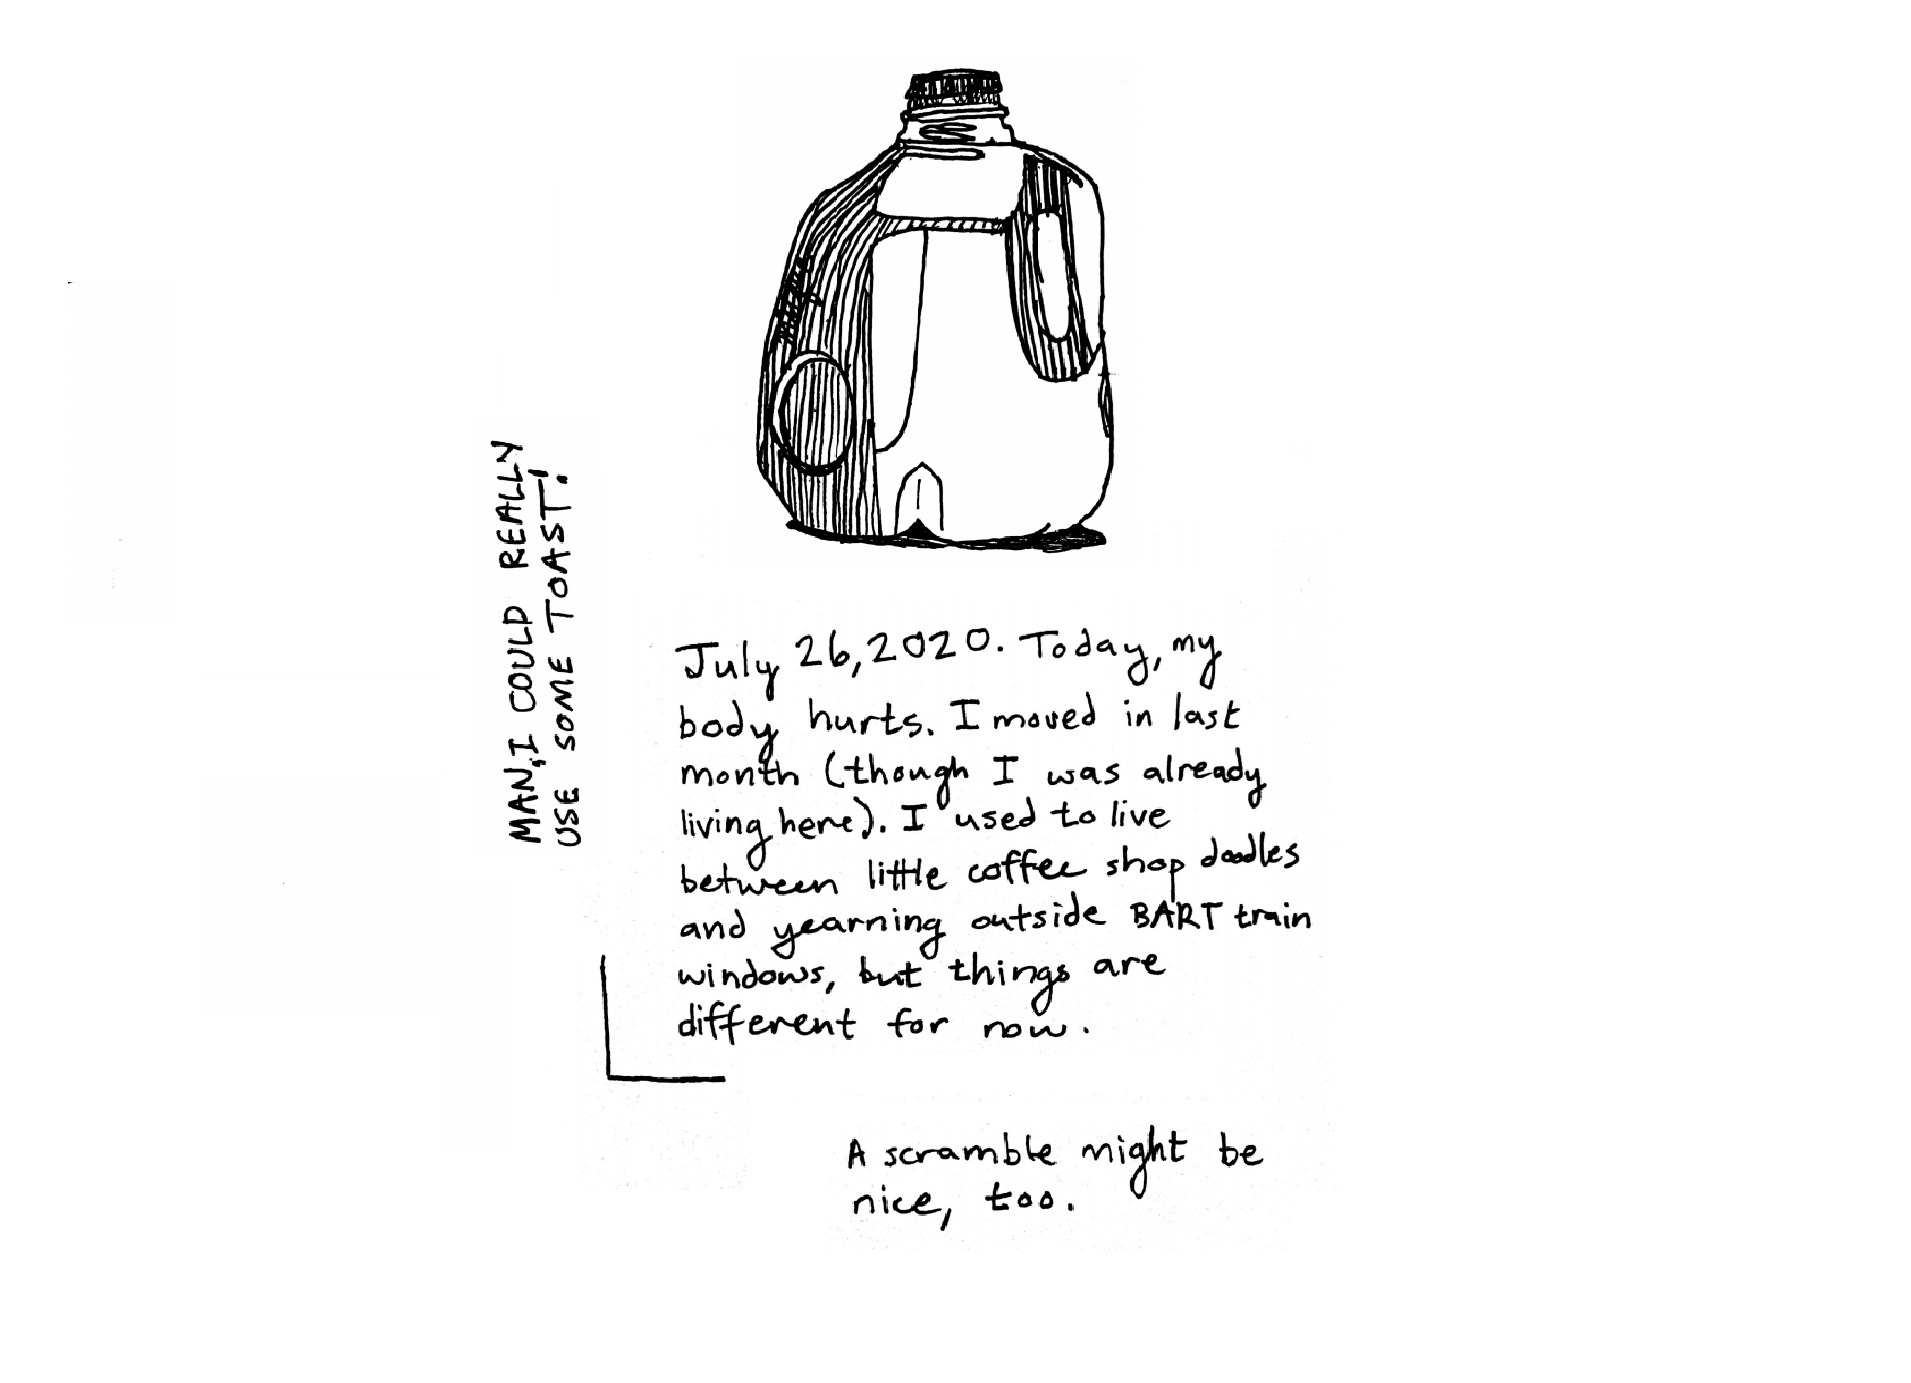 MAN, I COULD REALLY
USE SOME TOAST!
July 26, 2020. Today, my
body hurts. I moved in last
month (though I was already
living here). I used to live
between little coffee shop doodles
and yearning outside BART train
windows, but things are
different for now.
A scramble might be
nice, too.